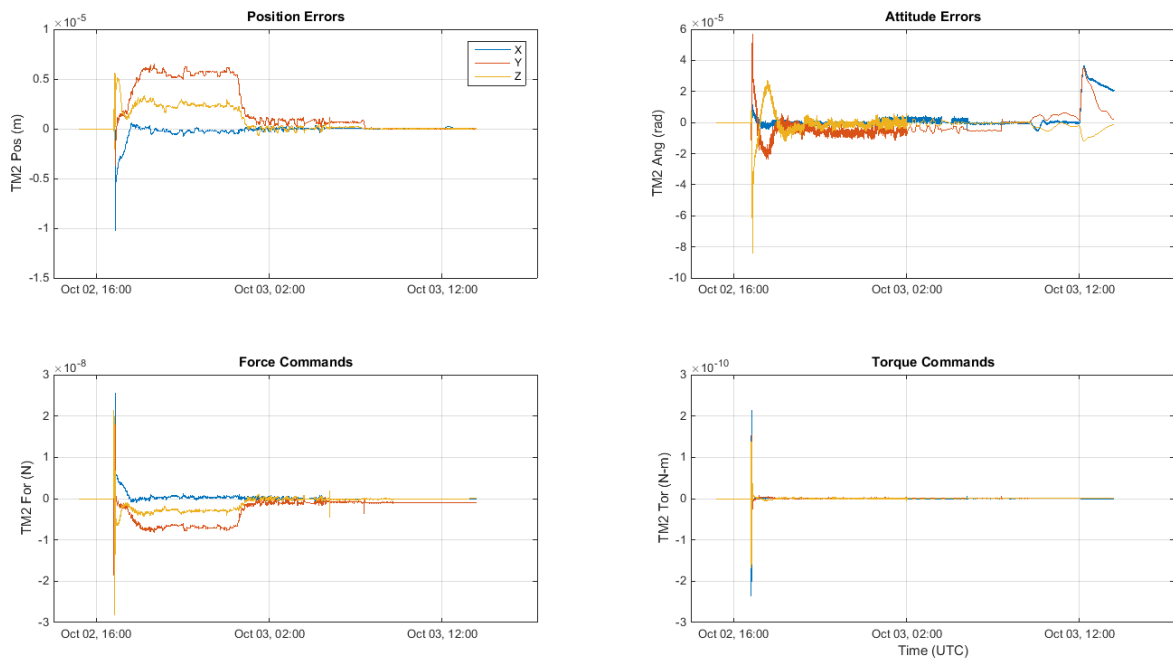 Position Errors
×10^-5
1
0.5
0
-0.5
-1
-1.5
TM2 Pos (m)
X
Y
Z
Oct 02, 16:00 Oct 03, 02:00 Oct 03, 12:00
Attitude Errors
×10^-5
6
4
2
0
-2
-4
-6
-8
-10
TM2 Ang (rad)
Oct 02, 16:00 Oct 03, 02:00 Oct 03, 12:00
Force Commands
×10^-8
3
2
1
0
-1
-2
-3
TM2 For (N)
Oct 02, 16:00 Oct 03, 02:00 Oct 03, 12:00
Torque Commands
×10^-10
3
2
1
0
-1
-2
-3
TM2 Tor (N-m)
Oct 02, 16:00 Oct 03, 02:00 Oct 03, 12:00
Time (UTC)